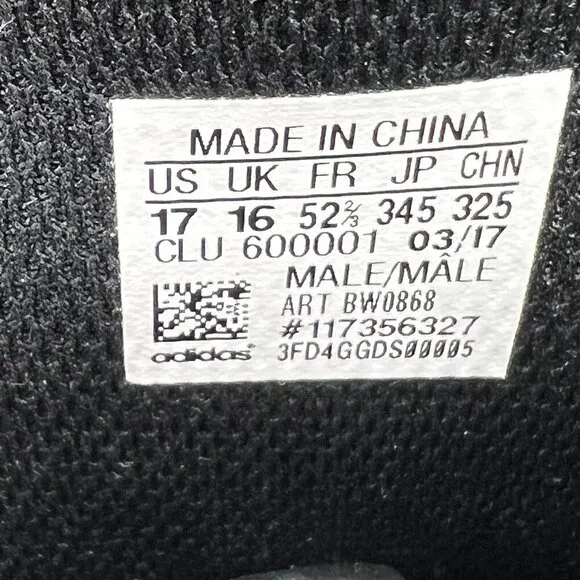 MADE IN CHINA
US UK FR JP CHN
17 16 52⅔ 345 325
CLU 600001 03/17
MALE/MÂLE
ART BW0868
#117356327
adidas® 3FD4GGDS00005